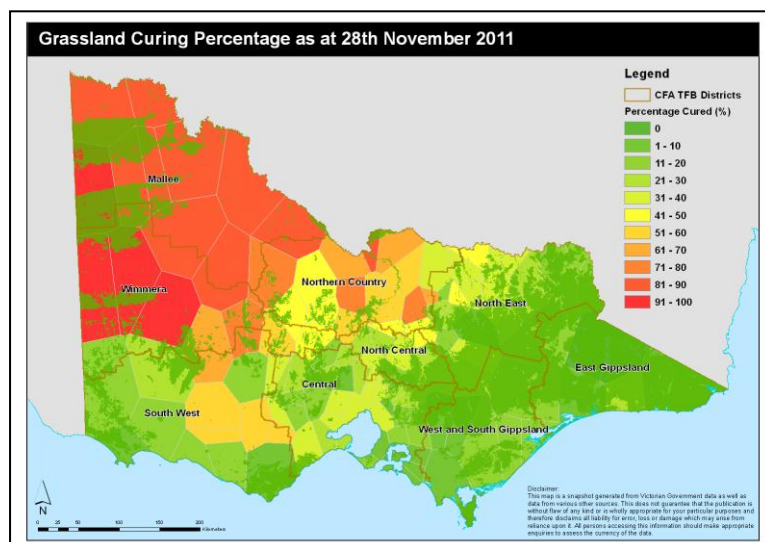 Grassland Curing Percentage as at 28th November 2011
Legend
CFA TFB Districts
Percentage Cured (%)
0
1 - 10
11 - 20
21 - 30
31 - 40
41 - 50
51 - 60
61 - 70
71 - 80
81 - 90
91 - 100
Mallee
Wimmera
Northern Country
North East
North Central
East Gippsland
Central
South West
West and South Gippsland
N
0 25 50 100 150 200
Kilometers
Disclaimer:
This map is a snapshot generated from Victorian Government data as well as
data from various other sources. This does not guarantee that the publication is
without flaw of any kind or is wholly appropriate for your particular purposes and
therefore disclaims all liability for error, loss or damage which may arise from
reliance upon it. All persons accessing this information should make appropriate
enquiries to assess the currency of the data.